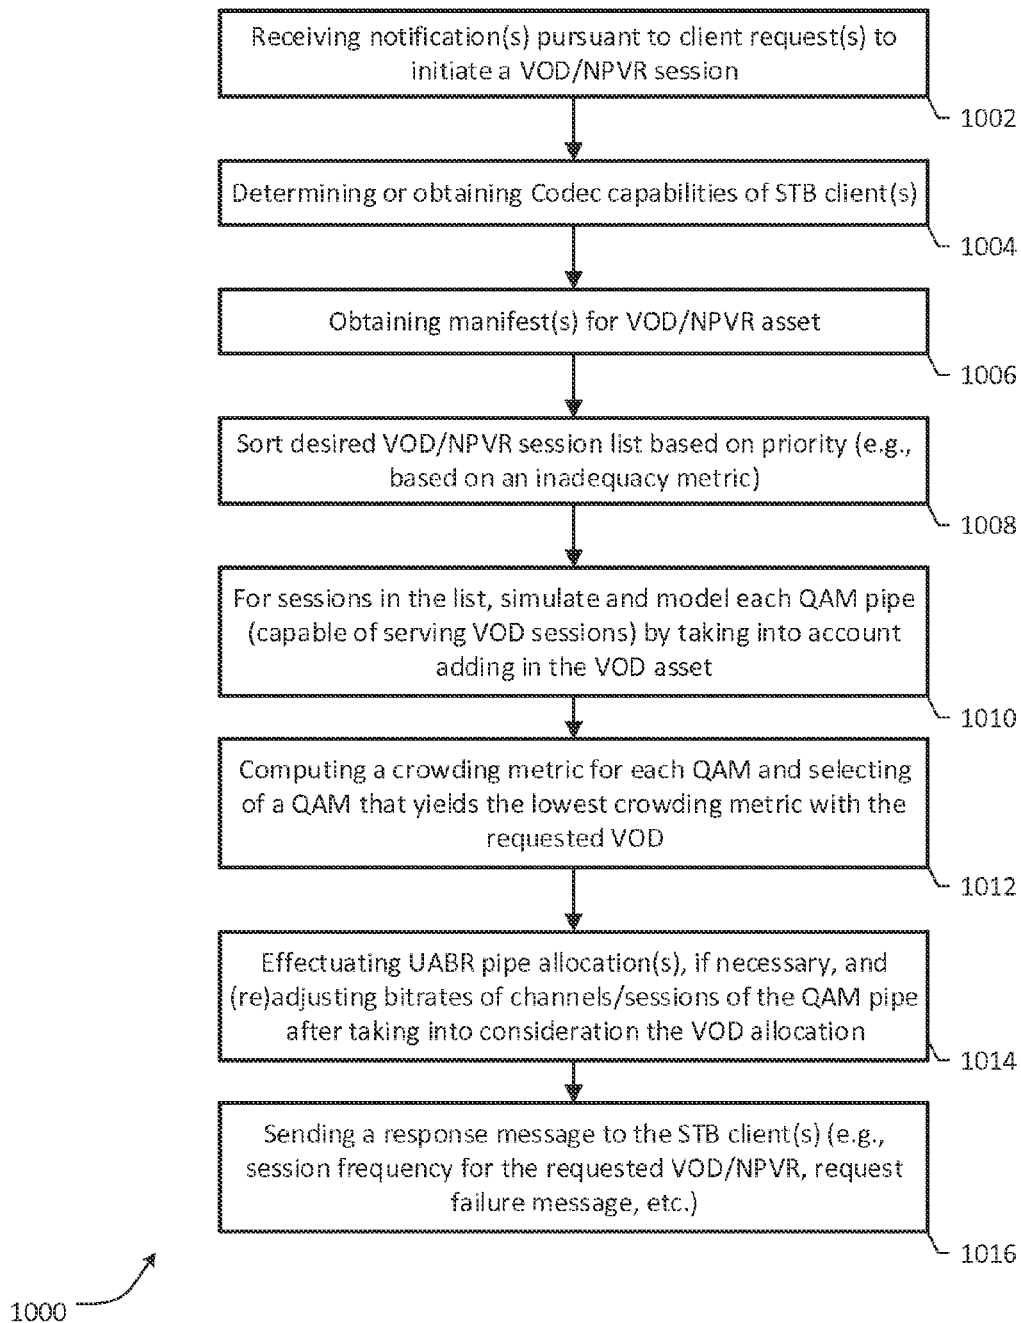 Receiving notification(s) pursuant to client request(s) to
initiate a VOD/NPVR session
1002
Determining or obtaining Codec capabilities of STB client(s)
1004
Obtaining manifest(s) for VOD/NPVR asset
1006
Sort desired VOD/NPVR session list based on priority (e.g.,
based on an inadequacy metric)
1008
For sessions in the list, simulate and model each QAM pipe
(capable of serving VOD sessions) by taking into account
adding in the VOD asset
1010
Computing a crowding metric for each QAM and selecting
of a QAM that yields the lowest crowding metric with the
requested VOD
1012
Effectuating UABR pipe allocation(s), if necessary, and
(re)adjusting bitrates of channels/sessions of the QAM pipe
after taking into consideration the VOD allocation
1014
Sending a response message to the STB client(s) (e.g.,
session frequency for the requested VOD/NPVR, request
failure message, etc.)
1016
1000